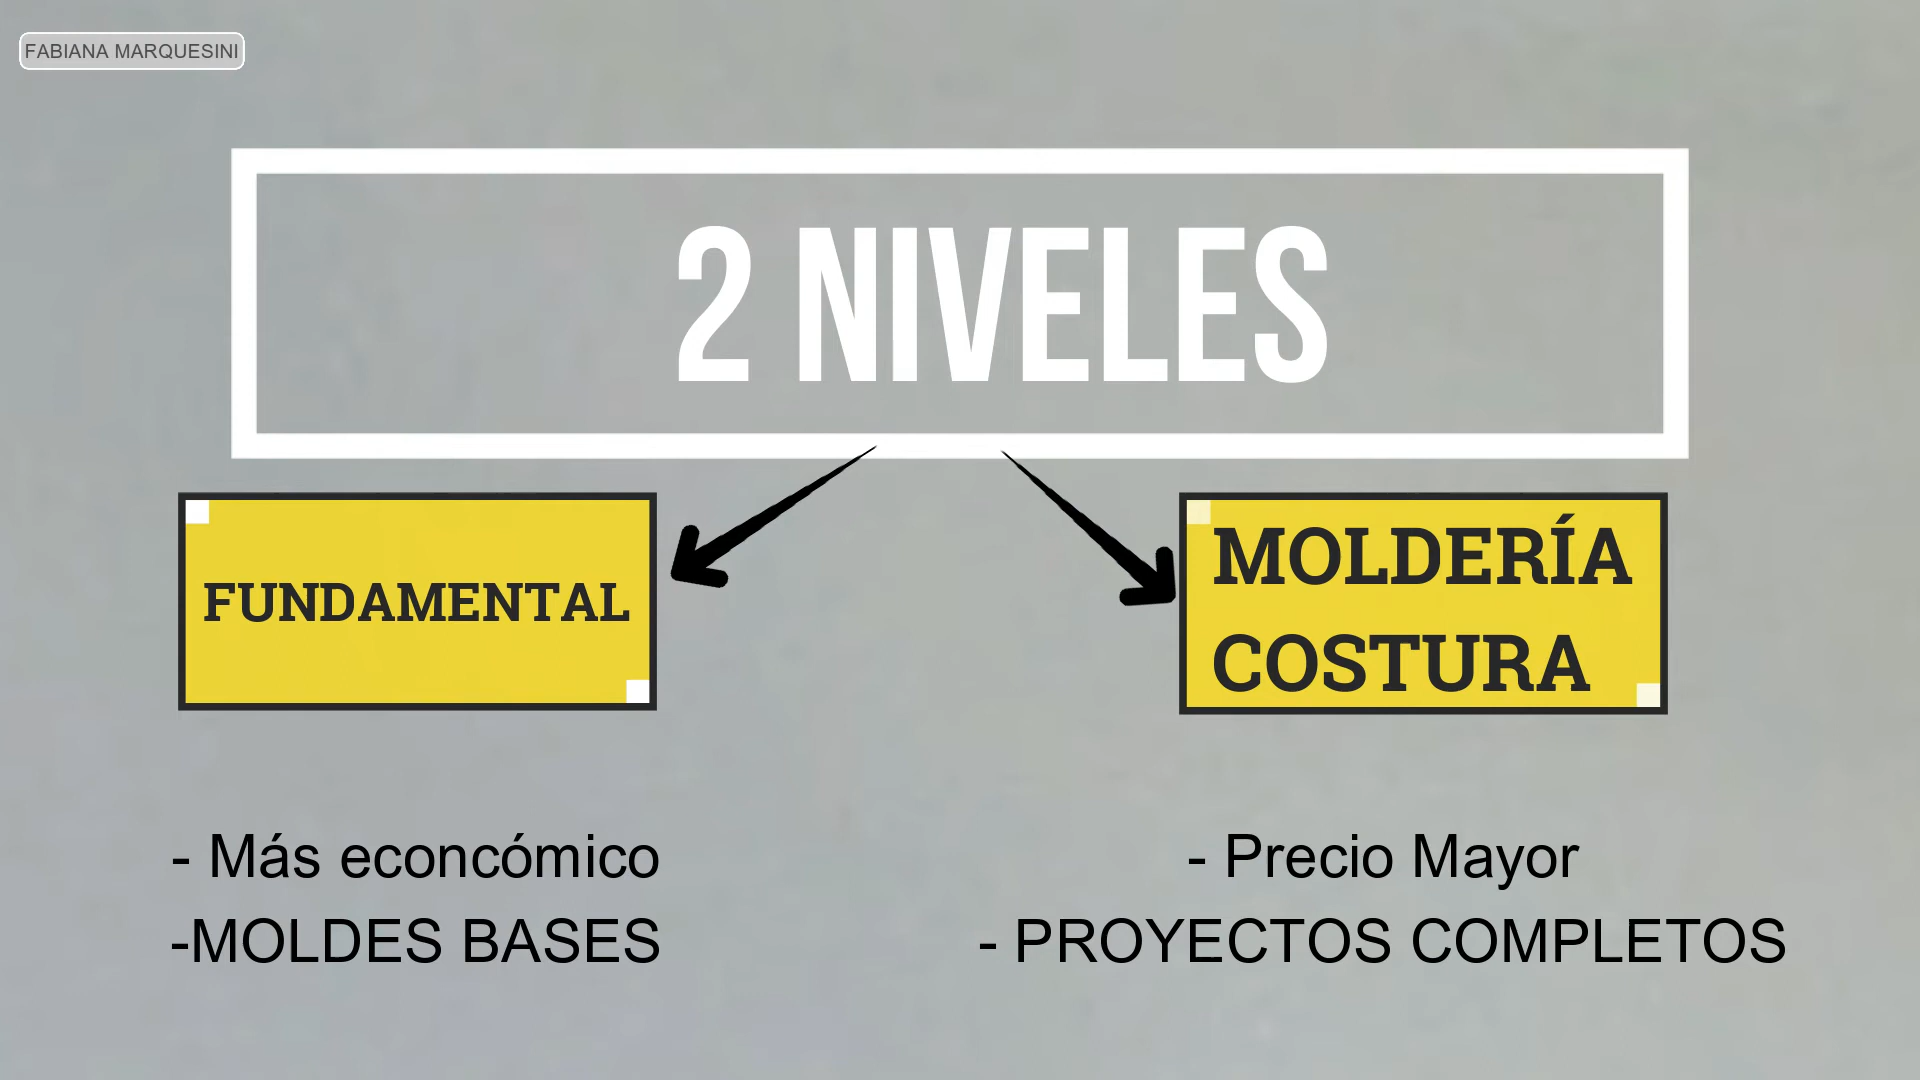 FABIANA MARQUESINI
2 NIVELES
FUNDAMENTAL
MOLDERÍA
COSTURA
- Más econcómico
-MOLDES BASES
- Precio Mayor
- PROYECTOS COMPLETOS